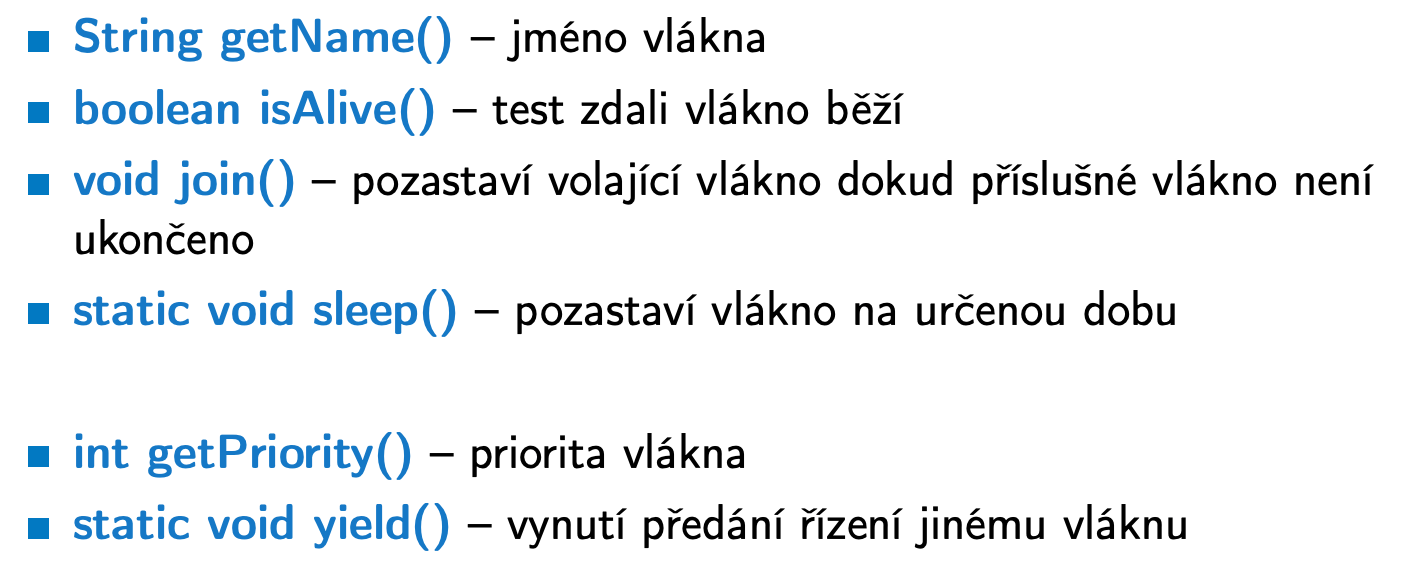 String getName() – jméno vlákna
boolean isAlive() – test zdali vlákno běží
void join() – pozastaví volající vlákno dokud příslušné vlákno není
ukončeno
static void sleep() – pozastaví vlákno na určenou dobu
int getPriority() – priorita vlákna
static void yield() – vynutí předání řízení jinému vláknu